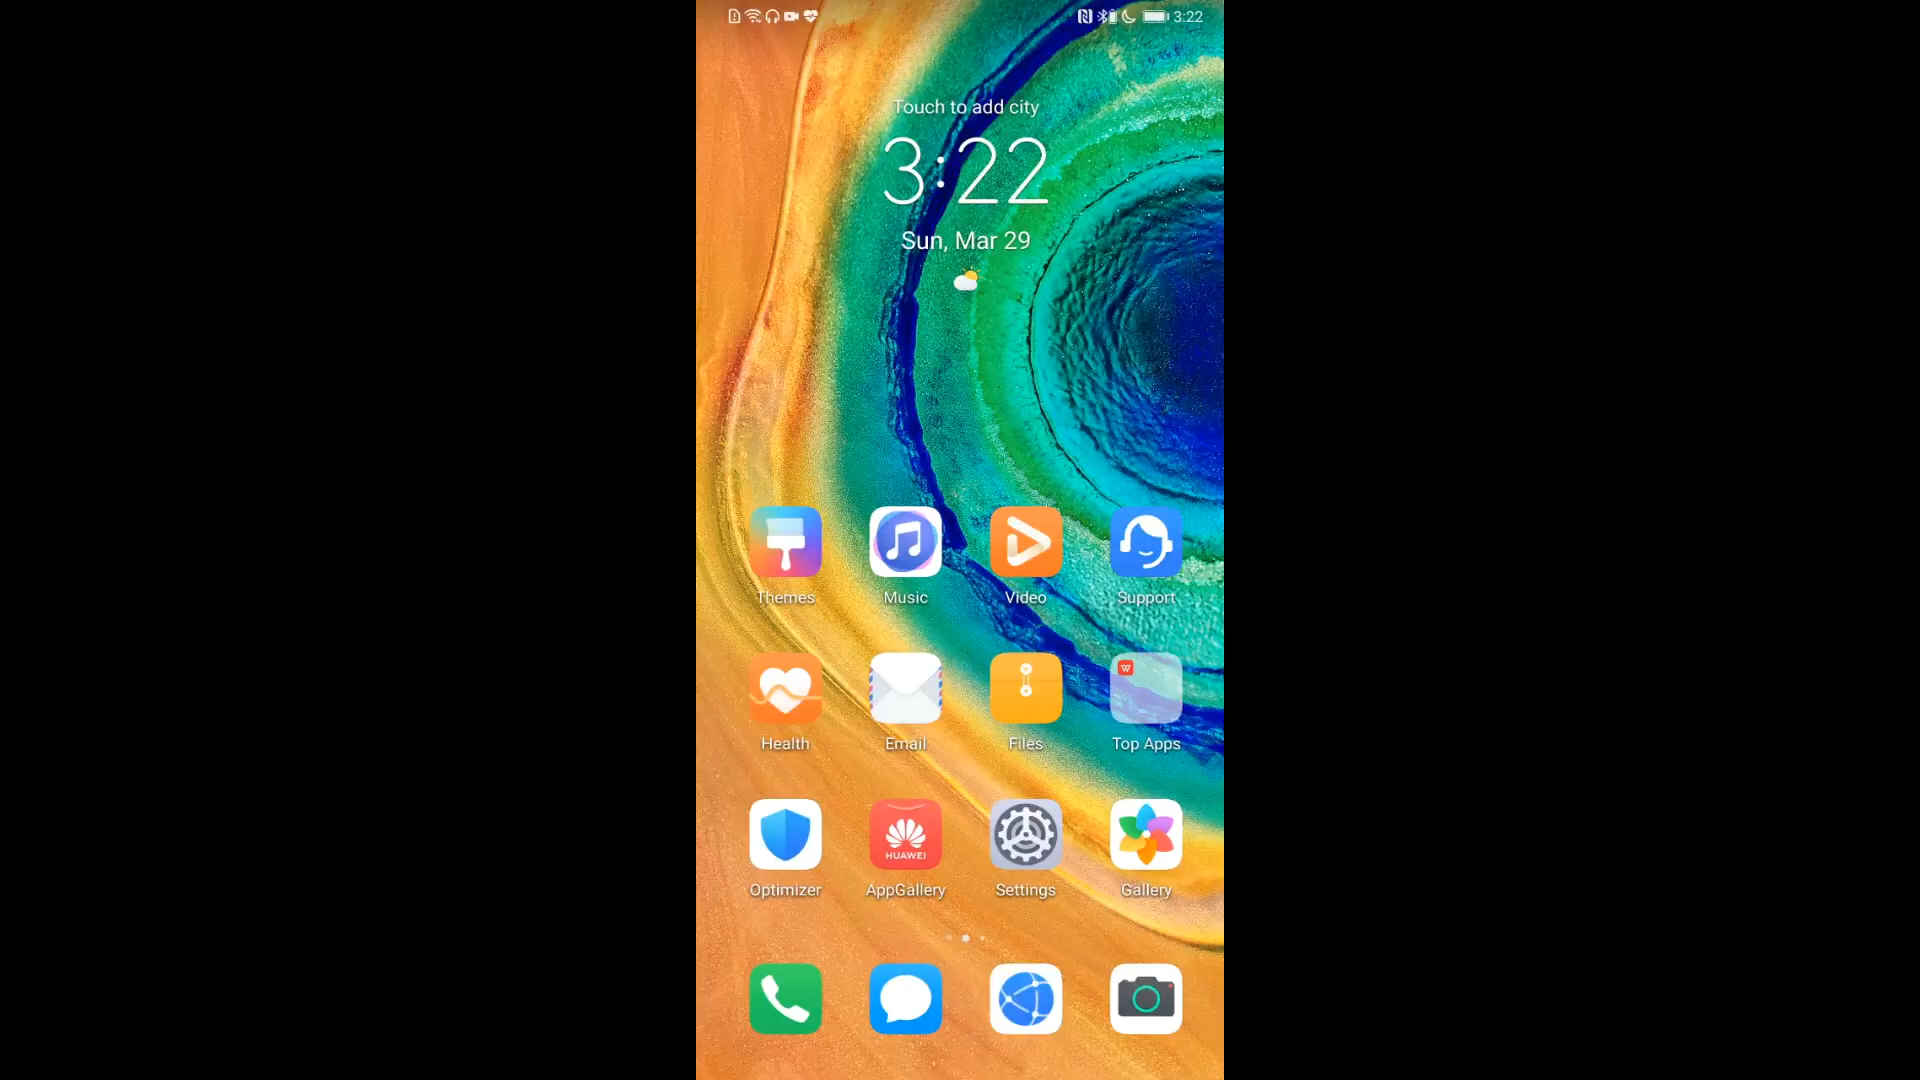 3:22
Touch to add city
3:22
Sun, Mar 29
Themes
Music
Video
Support
W
Health
Email
Files
Top Apps
HUAWEI
Optimizer
AppGallery
Settings
Gallery